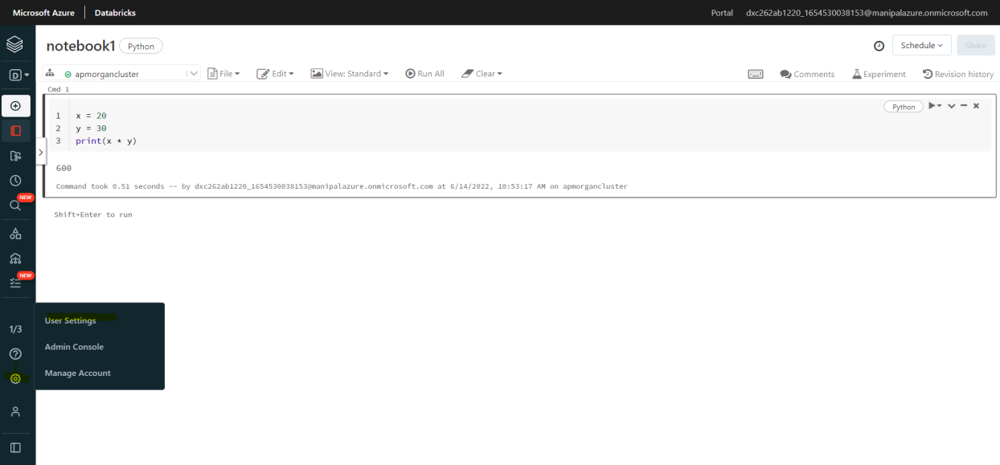 Microsoft Azure Databricks Portal dxc262ab1220_1654530038153@manipalazure.onmicrosoft.com
notebook1 Python Schedule Share
D apmorgancluster File Edit View: Standard Run All Clear Comments Experiment Revision history
Cmd 1
Python
1 x = 20
2 y = 30
3 print(x * y)
600
Command took 0.51 seconds -- by dxc262ab1220_1654530038153@manipalazure.onmicrosoft.com at 6/14/2022, 10:53:17 AM on apmorgancluster
NEW
Shift+Enter to run
NEW
User Settings
1/3
Admin Console
Manage Account